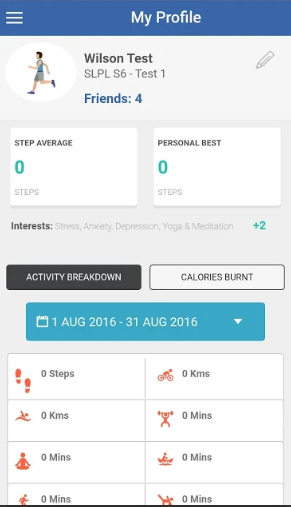 My Profile
Wilson Test
SLPL S6 - Test 1
Friends: 4
STEP AVERAGE
PERSONAL BEST
0
0
STEPS
STEPS
Interests: Stress, Anxiety, Depression, Yoga & Meditation +2
ACTIVITY BREAKDOWN
CALORIES BURNT
1 AUG 2016 - 31 AUG 2016
0 Steps
0 Kms
0 Kms
0 Mins
0 Mins
0 Mins
0 Mins
0 Mins